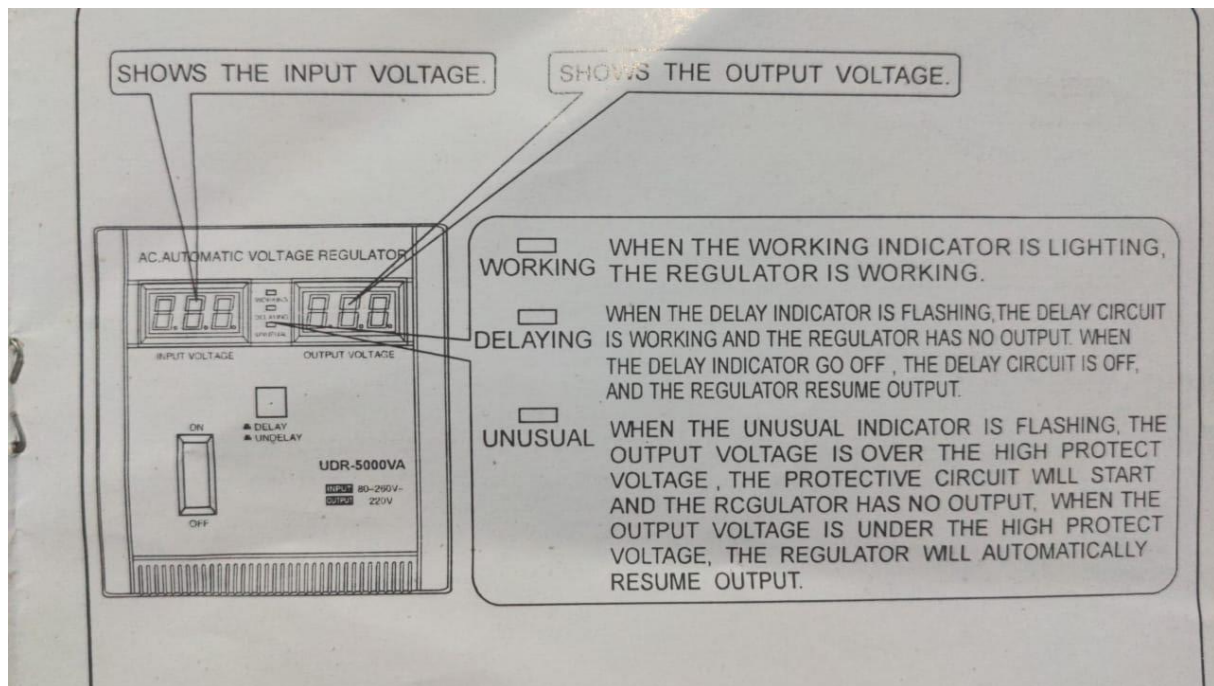 SHOWS THE INPUT VOLTAGE.
SHOWS THE OUTPUT VOLTAGE.
AC.AUTOMATIC VOLTAGE REGULATOR
WORKING
DELAYING
UNUSUAL
INPUT VOLTAGE
OUTPUT VOLTAGE
ON
DELAY
UNDELAY
OFF
UDR-5000VA
INPUT 80-260V~
OUTPUT 220V
WORKING
WHEN THE WORKING INDICATOR IS LIGHTING,
THE REGULATOR IS WORKING.
DELAYING
WHEN THE DELAY INDICATOR IS FLASHING,THE DELAY CIRCUIT
IS WORKING AND THE REGULATOR HAS NO OUTPUT. WHEN
THE DELAY INDICATOR GO OFF , THE DELAY CIRCUIT IS OFF,
AND THE REGULATOR RESUME OUTPUT.
UNUSUAL
WHEN THE UNUSUAL INDICATOR IS FLASHING, THE
OUTPUT VOLTAGE IS OVER THE HIGH PROTECT
VOLTAGE , THE PROTECTIVE CIRCUIT WILL START
AND THE RCGULATOR HAS NO OUTPUT, WHEN THE
OUTPUT VOLTAGE IS UNDER THE HIGH PROTECT
VOLTAGE, THE REGULATOR WILL AUTOMATICALLY
RESUME OUTPUT.